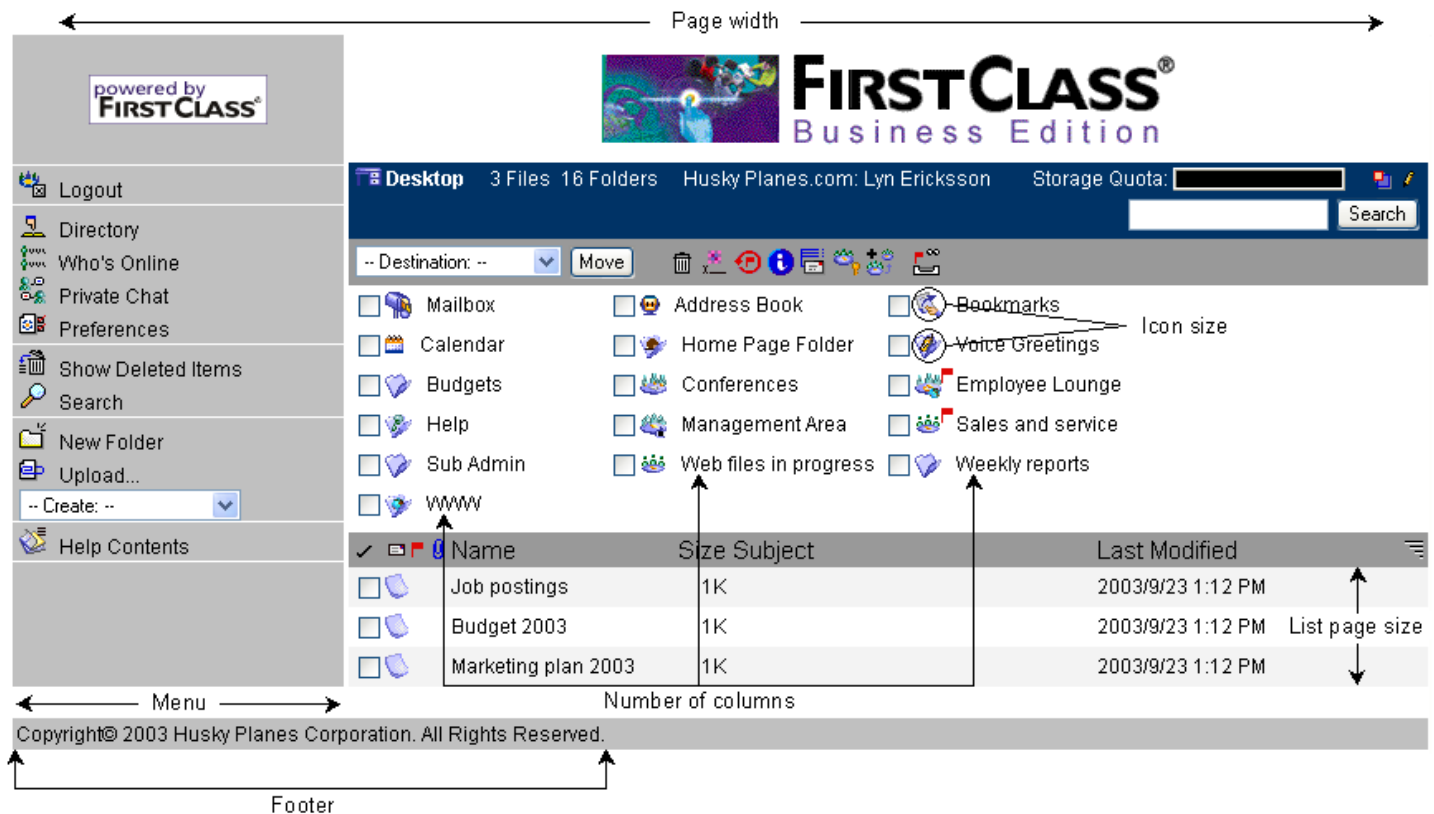 Page width
powered by
FIRSTCLASS®
FIRSTCLASS®
Business Edition
Logout
Directory
Who's Online
Private Chat
Preferences
Show Deleted Items
Search
New Folder
Upload...
-- Create: --
Help Contents
Desktop 3 Files 16 Folders Husky Planes.com: Lyn Ericksson Storage Quota:
Search
-- Destination: -- Move
Mailbox Address Book Bookmarks
Icon size
Calendar Home Page Folder Voice Greetings
Budgets Conferences Employee Lounge
Help Management Area Sales and service
Sub Admin Web files in progress Weekly reports
WWW
Name Size Subject Last Modified
Job postings 1K 2003/9/23 1:12 PM
Budget 2003 1K 2003/9/23 1:12 PM List page size
Marketing plan 2003 1K 2003/9/23 1:12 PM
Menu Number of columns
Copyright© 2003 Husky Planes Corporation. All Rights Reserved.
Footer